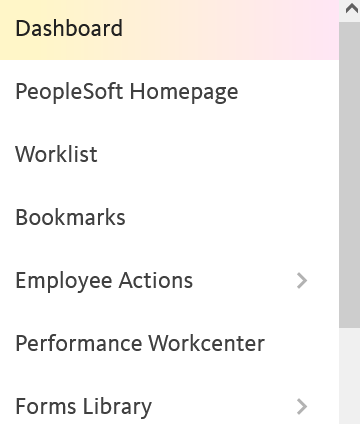 Dashboard
PeopleSoft Homepage
Worklist
Bookmarks
Employee Actions
Performance Workcenter
Forms Library